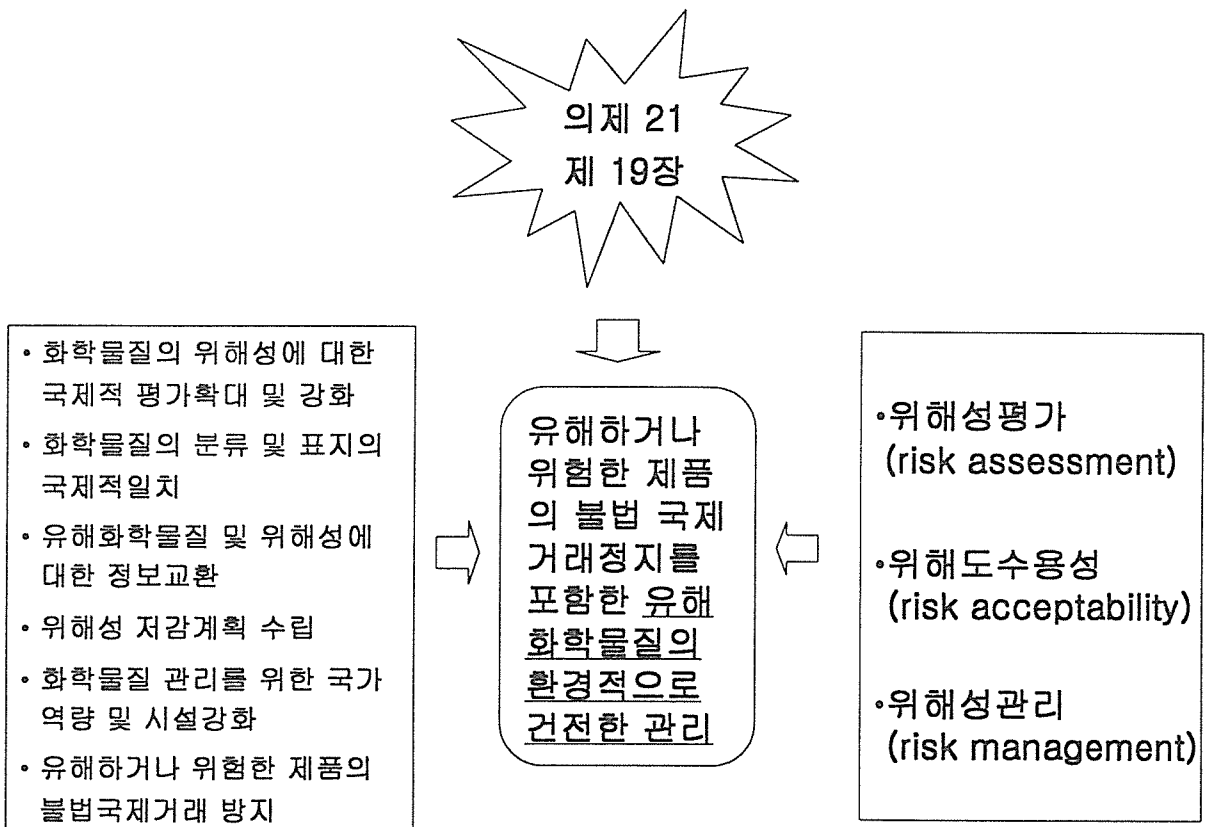 의제 21
제 19장
• 화학물질의 위해성에 대한
국제적 평가확대 및 강화
• 화학물질의 분류 및 표지의
국제적일치
• 유해화학물질 및 위해성에
대한 정보교환
• 위해성 저감계획 수립
• 화학물질 관리를 위한 국가
역량 및 시설강화
• 유해하거나 위험한 제품의
불법국제거래 방지
유해하거나
위험한 제품
의 불법 국제
거래정지를
포함한 유해
화학물질의
환경적으로
건전한 관리
•위해성평가
(risk assessment)
•위해도수용성
(risk acceptability)
•위해성관리
(risk management)